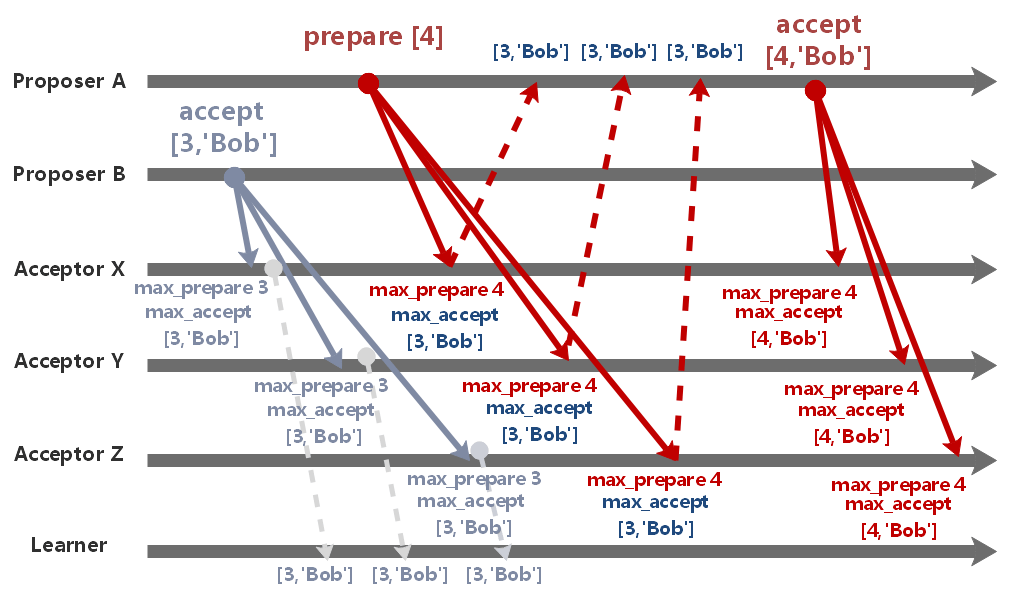 prepare [4]
[3,'Bob']
[3,'Bob']
[3,'Bob']
accept
[4,'Bob']
Proposer A
accept
[3,'Bob']
Proposer B
Acceptor X
max_prepare 3
max_accept
[3,'Bob']
max_prepare 4
max_accept
[3,'Bob']
max_prepare 4
max_accept
[4,'Bob']
Acceptor Y
max_prepare 3
max_accept
[3,'Bob']
max_prepare 4
max_accept
[3,'Bob']
max_prepare 4
max_accept
[4,'Bob']
Acceptor Z
max_prepare 3
max_accept
[3,'Bob']
max_prepare 4
max_accept
[3,'Bob']
max_prepare 4
max_accept
[4,'Bob']
Learner
[3,'Bob']
[3,'Bob']
[3,'Bob']